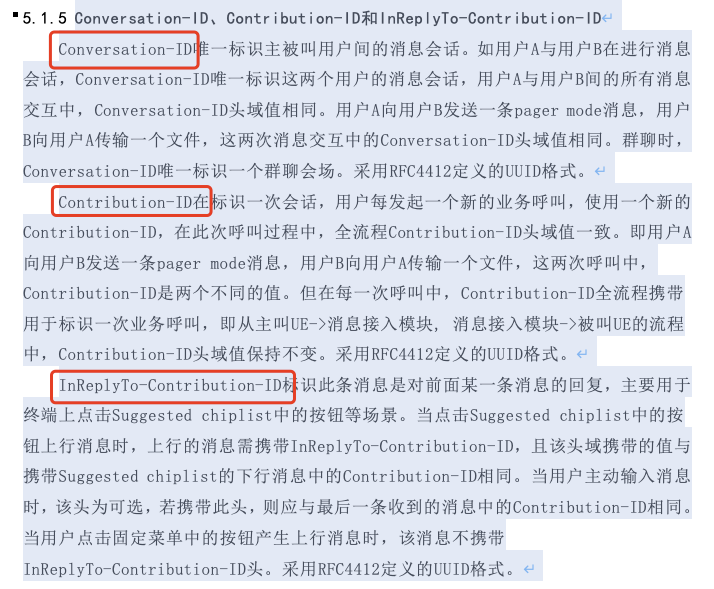 5.1.5 Conversation-ID、Contribution-ID和InReplyTo-Contribution-ID
Conversation-ID唯一标识主被叫用户间的消息会话。如用户A与用户B在进行消息
会话，Conversation-ID唯一标识这两个用户的消息会话，用户A与用户B间的所有消息
交互中，Conversation-ID头域值相同。用户A向用户B发送一条pager mode消息，用户
B向用户A传输一个文件，这两次消息交互中的Conversation-ID头域值相同。群聊时，
Conversation-ID唯一标识一个群聊会场。采用RFC4412定义的UUID格式。
Contribution-ID在标识一次会话，用户每发起一个新的业务呼叫，使用一个新的
Contribution-ID，在此次呼叫过程中，全流程Contribution-ID头域值一致。即用户A
向用户B发送一条pager mode消息，用户B向用户A传输一个文件，这两次呼叫中，
Contribution-ID是两个不同的值。但在每一次呼叫中，Contribution-ID全流程携带
用于标识一次业务呼叫，即从主叫UE->消息接入模块, 消息接入模块->被叫UE的流程
中，Contribution-ID头域值保持不变。采用RFC4412定义的UUID格式。
InReplyTo-Contribution-ID标识此条消息是对前面某一条消息的回复，主要用于
终端上点击Suggested chiplist中的按钮等场景。当点击Suggested chiplist中的按
钮上行消息时，上行的消息需携带InReplyTo-Contribution-ID，且该头域携带的值与
携带Suggested chiplist的下行消息中的Contribution-ID相同。当用户主动输入消息
时，该头为可选，若携带此头，则应与最后一条收到的消息中的Contribution-ID相同。
当用户点击固定菜单中的按钮产生上行消息时，该消息不携带
InReplyTo-Contribution-ID头。采用RFC4412定义的UUID格式。